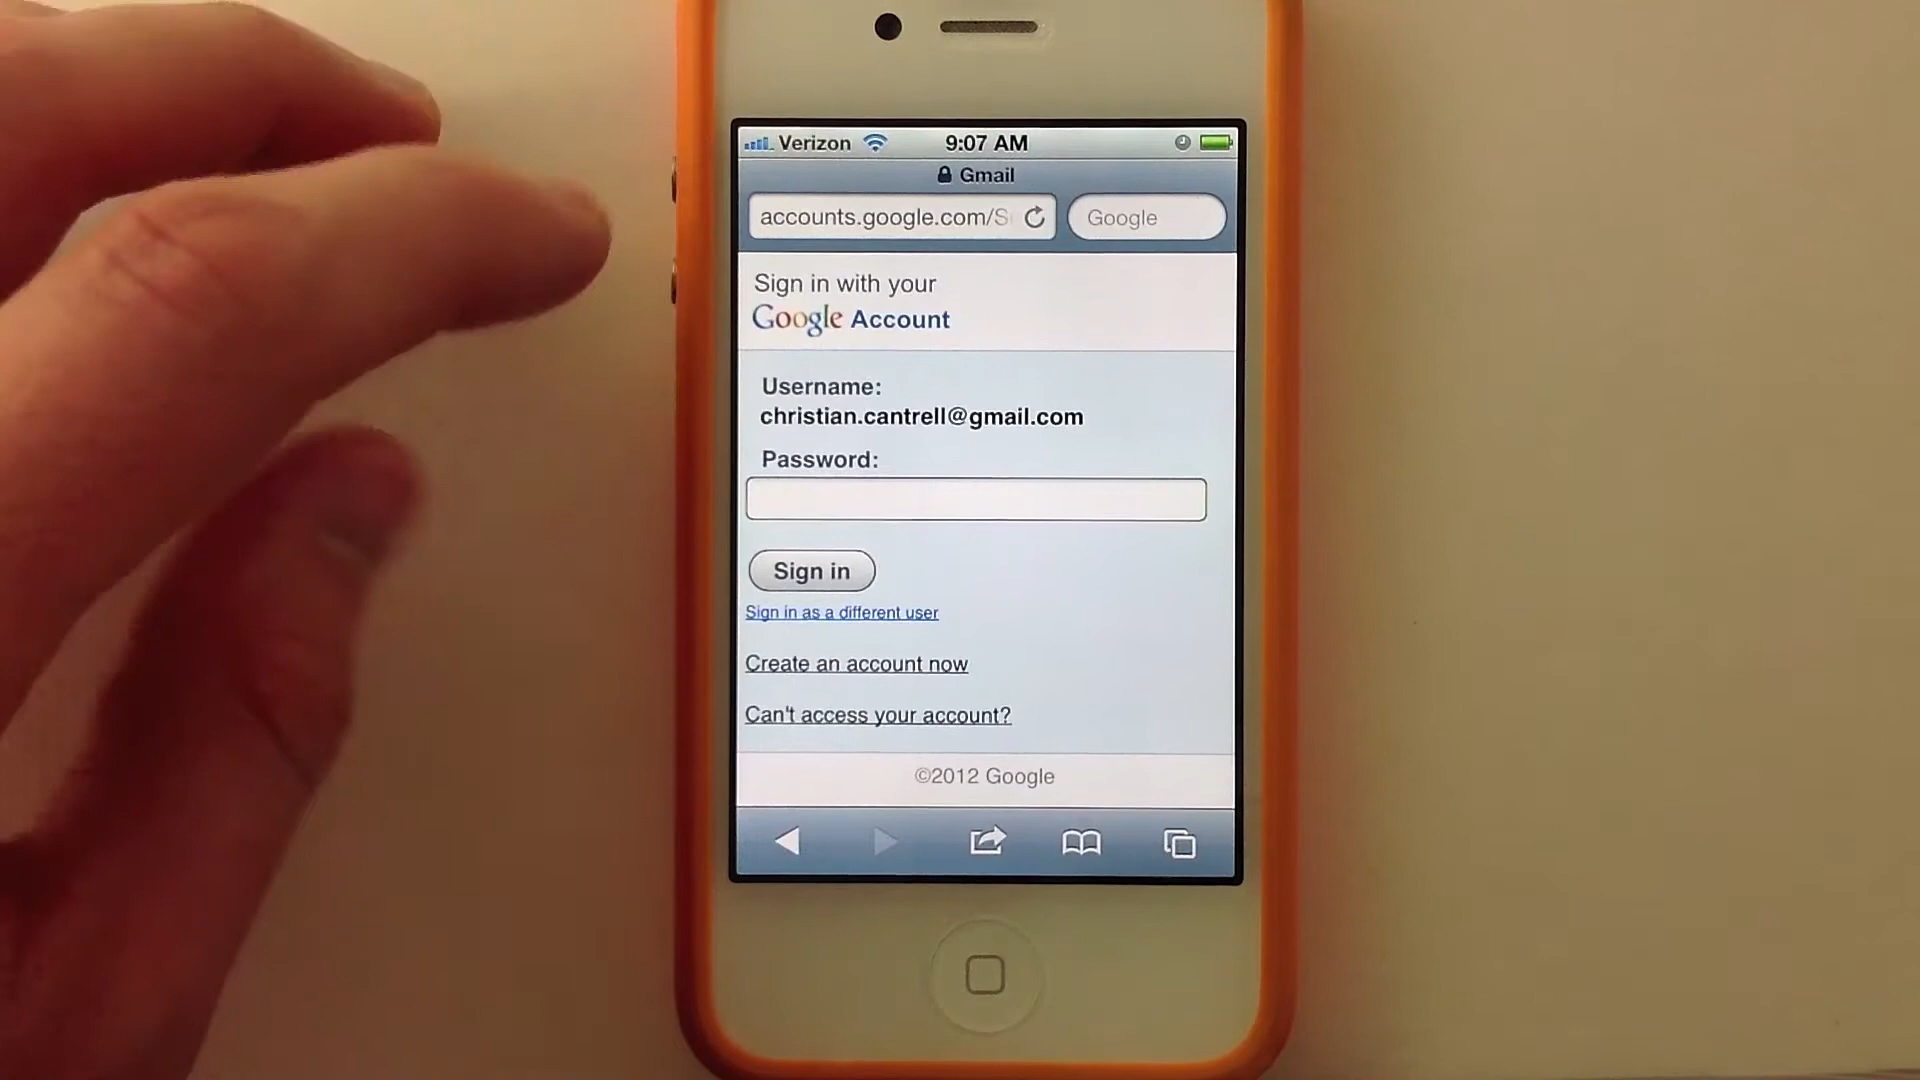 Verizon 9:07 AM
Gmail
accounts.google.com/S Google
Sign in with your
Google Account
Username:
christian.cantrell@gmail.com
Password:
Sign in
Sign in as a different user
Create an account now
Can't access your account?
©2012 Google